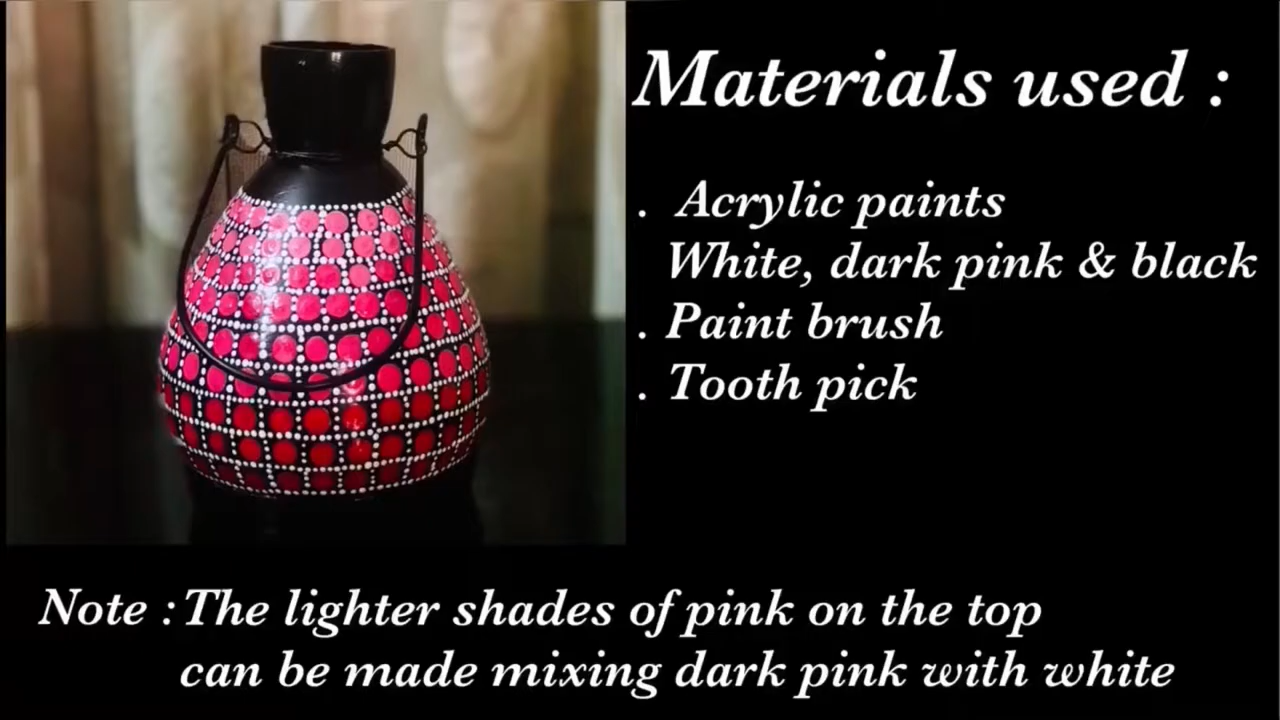 Materials used :
. Acrylic paints
White, dark pink & black
. Paint brush
. Tooth pick
Note : The lighter shades of pink on the top
can be made mixing dark pink with white